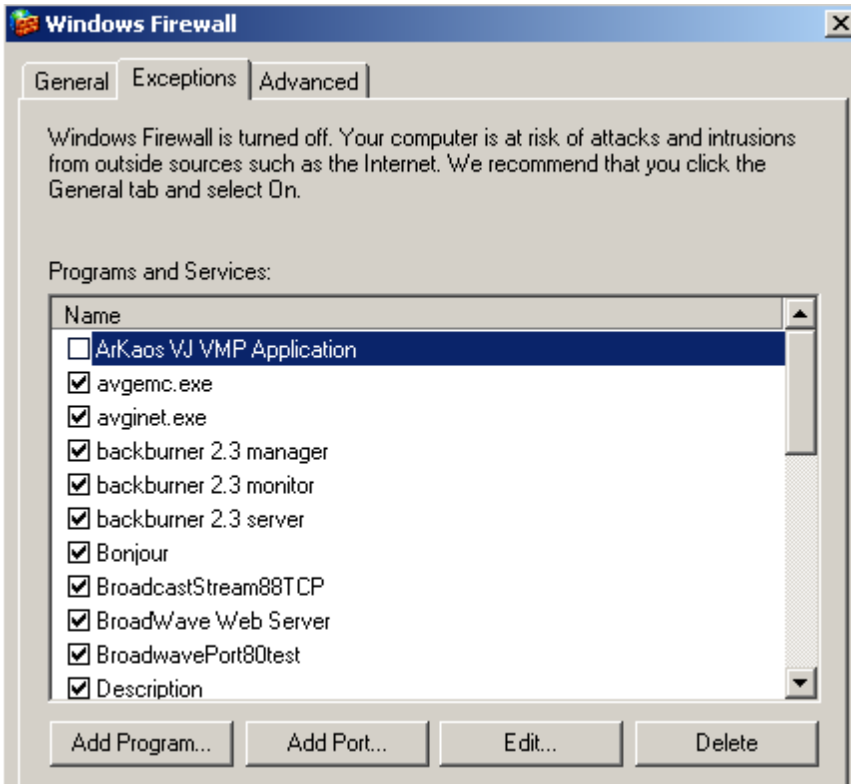 Windows Firewall
General Exceptions Advanced
Windows Firewall is turned off. Your computer is at risk of attacks and intrusions
from outside sources such as the Internet. We recommend that you click the
General tab and select On.
Programs and Services:
Name
ArKaos VJ VMP Application
avgemc.exe
avginet.exe
backburner 2.3 manager
backburner 2.3 monitor
backburner 2.3 server
Bonjour
BroadcastStream88TCP
BroadWave Web Server
BroadwavePort80test
Description
Add Program... Add Port... Edit... Delete